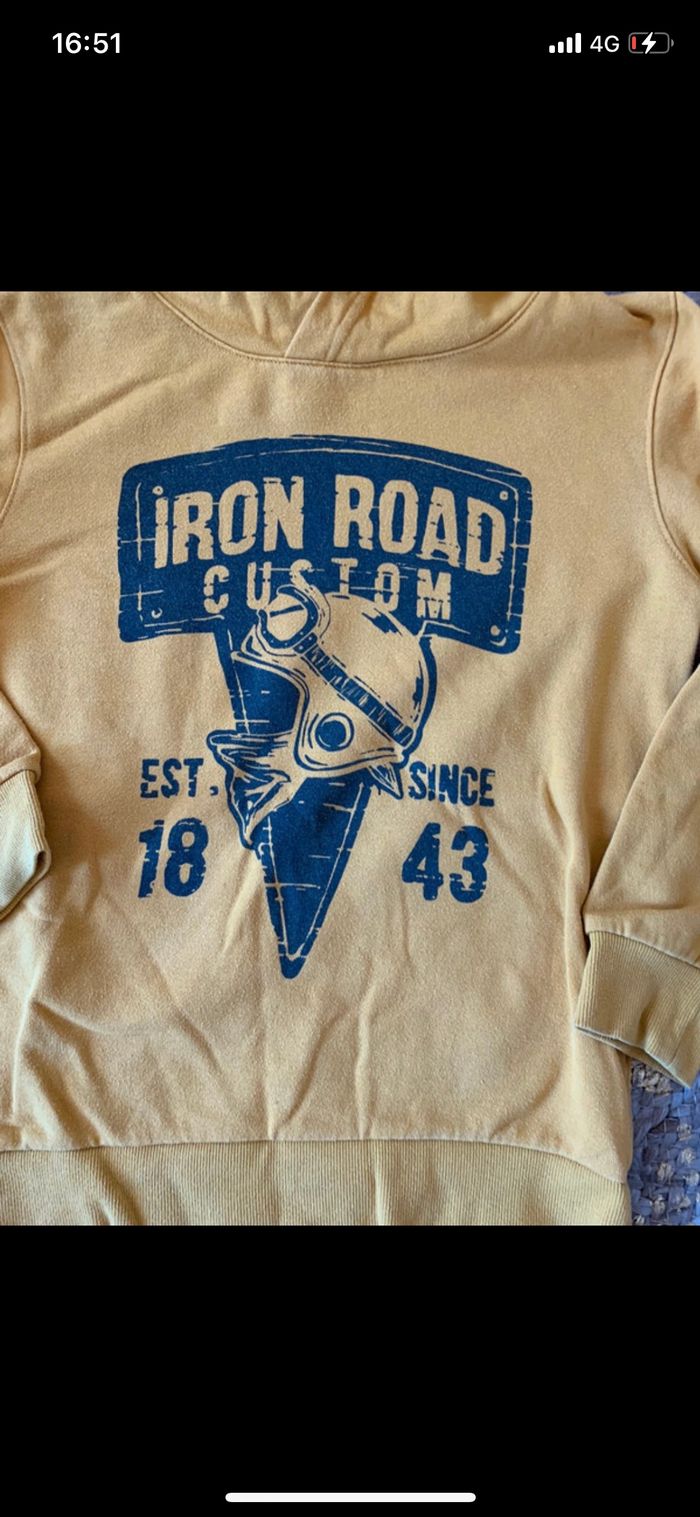 16:51
4G
IRON ROAD
CUSTOM
EST. SINCE
18 43